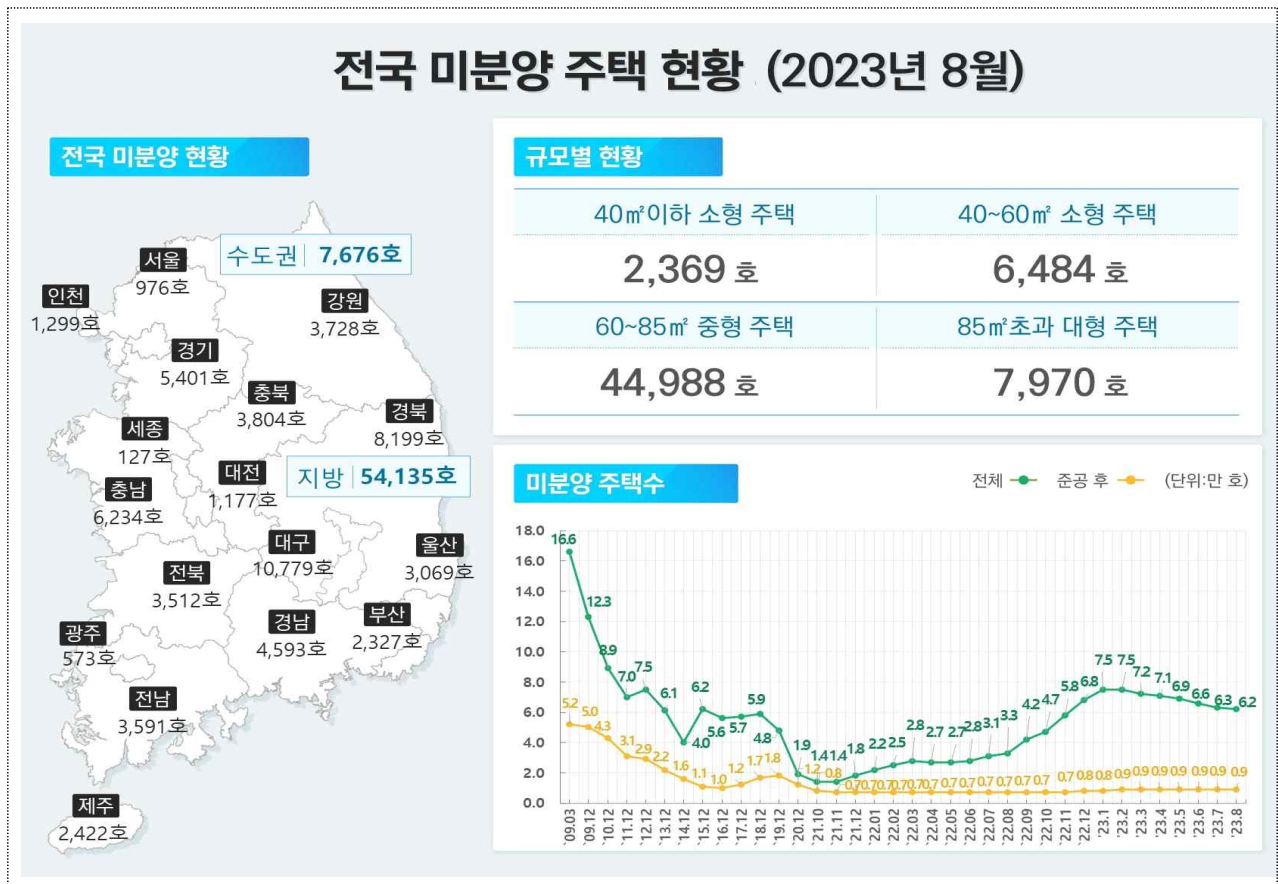 전국 미분양 주택 현황 (2023년 8월)
전국 미분양 현황
수도권 7,676호
서울
976호
인천
1,299호
강원
3,728호
경기
5,401호
충북
3,804호
경북
8,199호
세종
127호
대전
1,177호
지방 54,135호
충남
6,234호
대구
10,779호
울산
3,069호
전북
3,512호
경남
4,593호
부산
2,327호
광주
573호
전남
3,591호
제주
2,422호
규모별 현황
40㎡이하 소형 주택 40~60㎡ 소형 주택
2,369 호 6,484 호
60~85㎡ 중형 주택 85㎡초과 대형 주택
44,988 호 7,970 호
미분양 주택수
전체 준공 후 (단위:만 호)
18.0
16.0
14.0
12.0
10.0
8.0
6.0
4.0
2.0
0.0
16.6 12.3 8.9 7.0 7.5 6.1 4.0 6.2 5.6 5.7 5.9 4.8 1.9 1.4 1.4 1.8 2.2 2.5 2.8 2.7 2.7 2.8 3.1 3.3 4.2 4.7 5.8 6.8 7.5 7.5 7.2 7.1 6.9 6.6 6.3 6.2
5.2 5.0 4.3 3.1 2.9 2.2 1.6 1.1 1.0 1.2 1.7 1.8 1.2 0.8 0.7 0.7 0.7 0.7 0.7 0.7 0.7 0.7 0.7 0.7 0.7 0.7 0.8 0.8 0.9 0.9 0.9 0.9 0.9 0.9 0.9
'09.03 '09.12 '10.12 '11.12 '12.12 '13.12 '14.12 '15.12 '16.12 '17.12 '18.12 '19.12 '20.12 '21.10 '21.11 '21.12 '22.01 '22.02 '22.03 '22.04 '22.05 '22.06 '22.07 '22.08 '22.09 '22.10 '22.11 '22.12 '23.1 '23.2 '23.3 '23.4 '23.5 '23.6 '23.7 '23.8